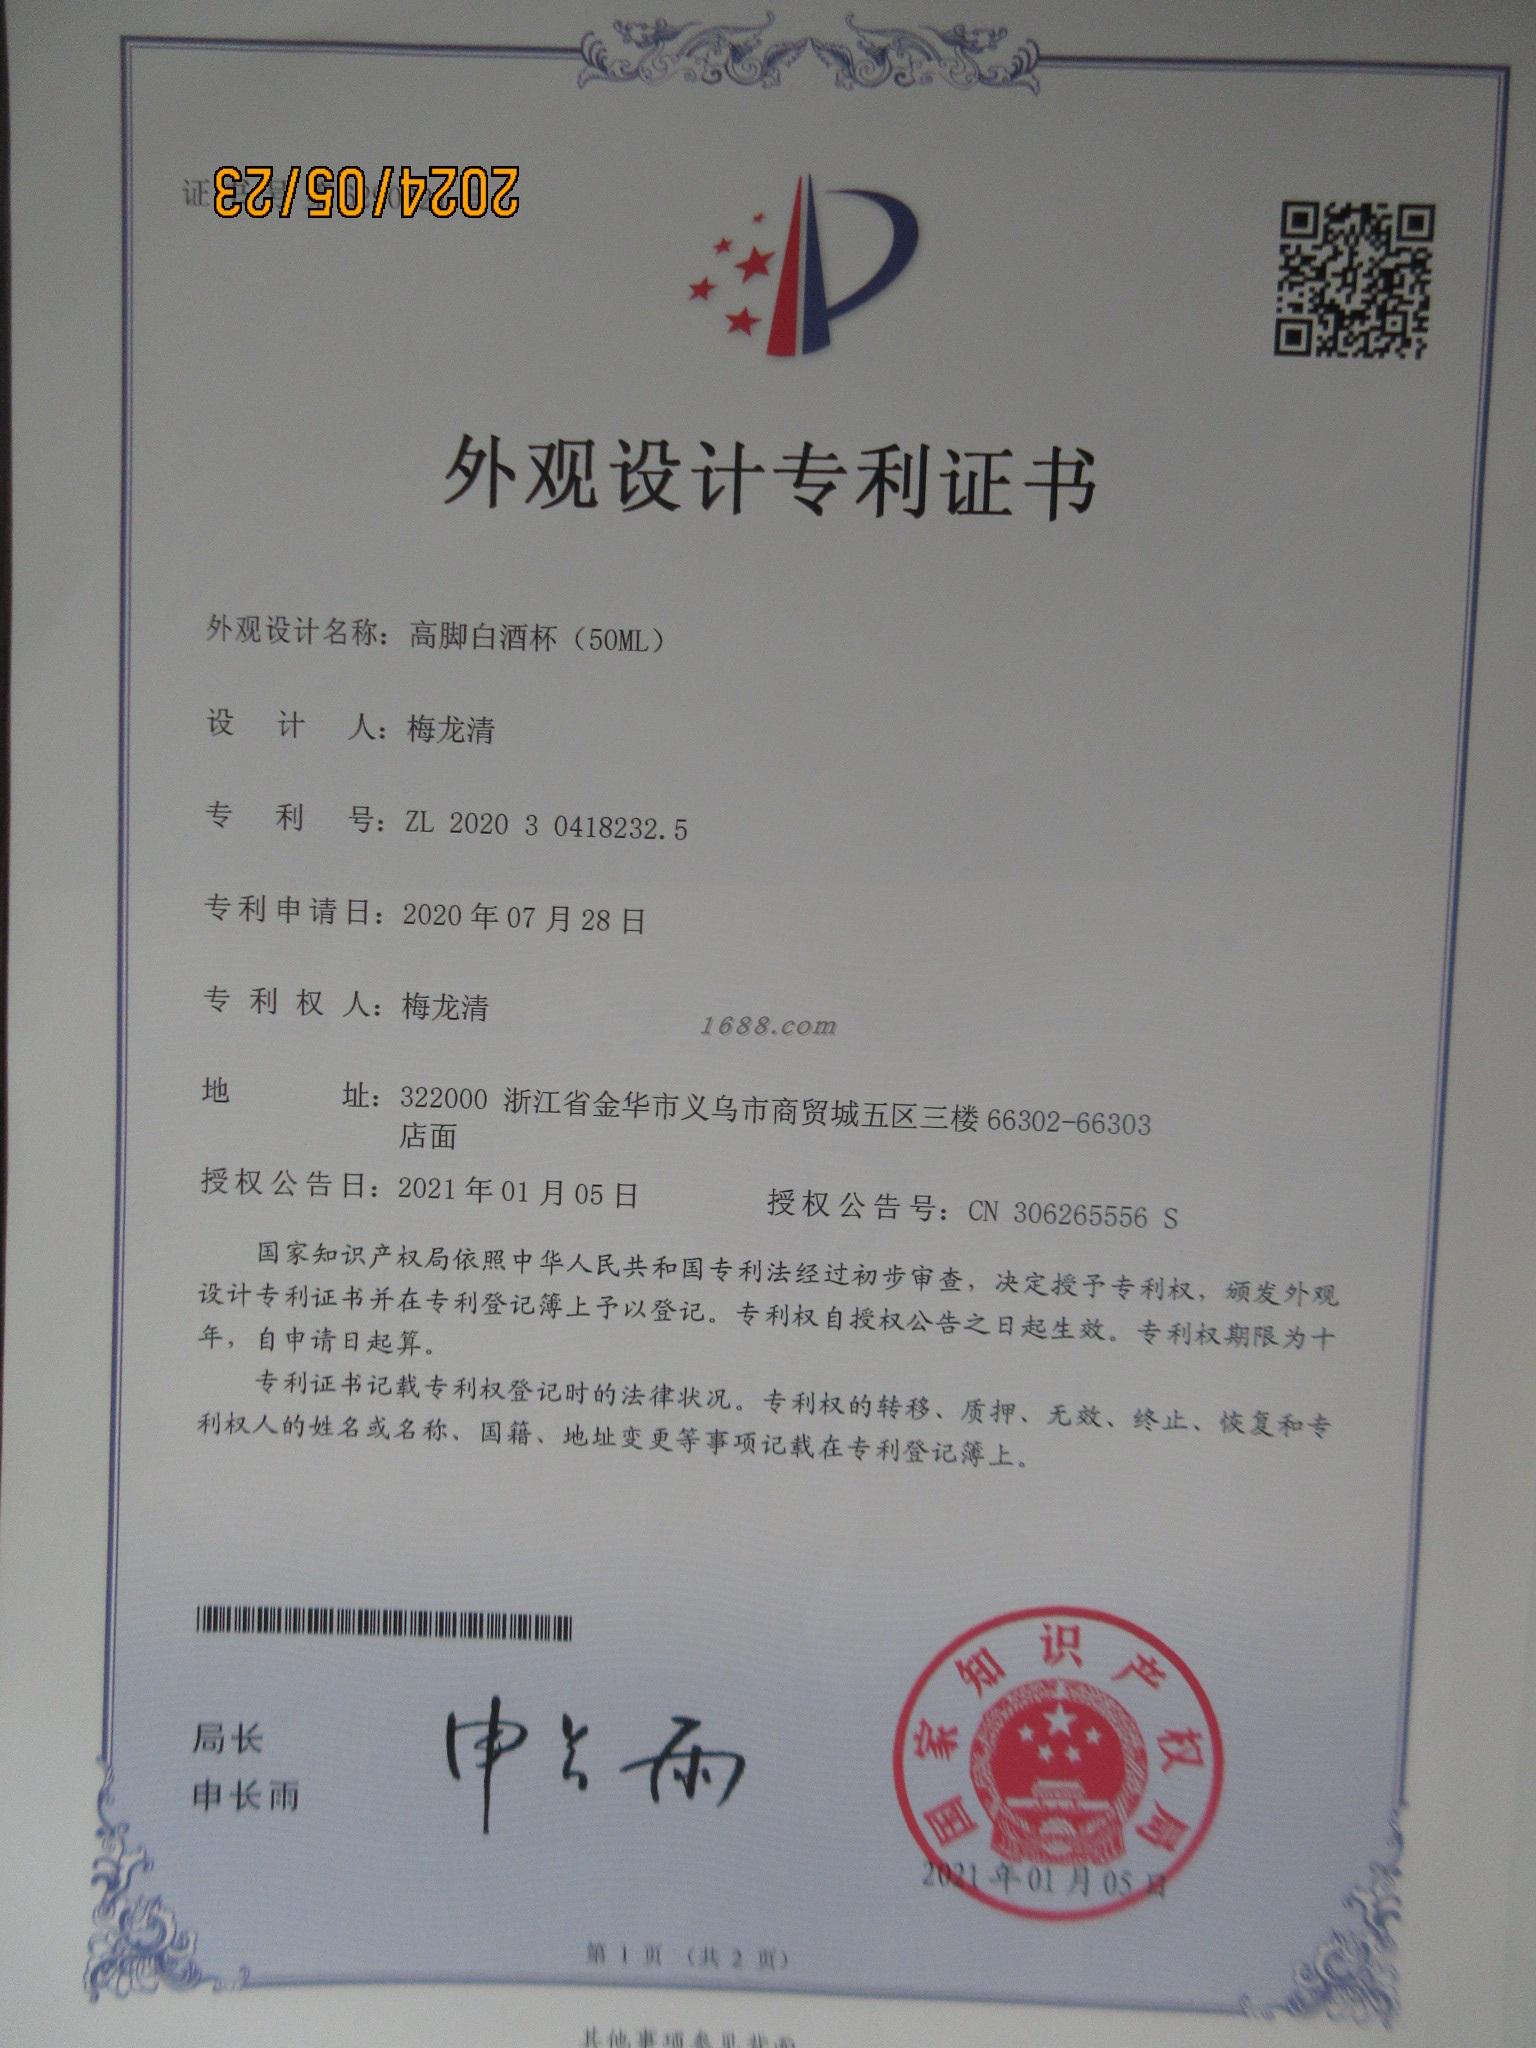 证书号
2024/05/23
外观设计专利证书
外观设计名称：高脚白酒杯（50ML）
设计人：梅龙清
专利号：ZL 2020 3 0418232.5
专利申请日：2020年07月28日
专利权人：梅龙清
1688.com
地址：322000 浙江省金华市义乌市商贸城五区三楼66302-66303
店面
授权公告日：2021年01月05日 授权公告号：CN 306265556 S
国家知识产权局依照中华人民共和国专利法经过初步审查，决定授予专利权，颁发外观
设计专利证书并在专利登记簿上予以登记。专利权自授权公告之日起生效。专利权期限为十
年，自申请日起算。
专利证书记载专利权登记时的法律状况。专利权的转移、质押、无效、终止、恢复和专
利权人的姓名或名称、国籍、地址变更等事项记载在专利登记簿上。
局长
申长雨
申长雨
国家知识产权局
2021年01月05日
第 1 页 （共 2 页）
其他事项参见背面